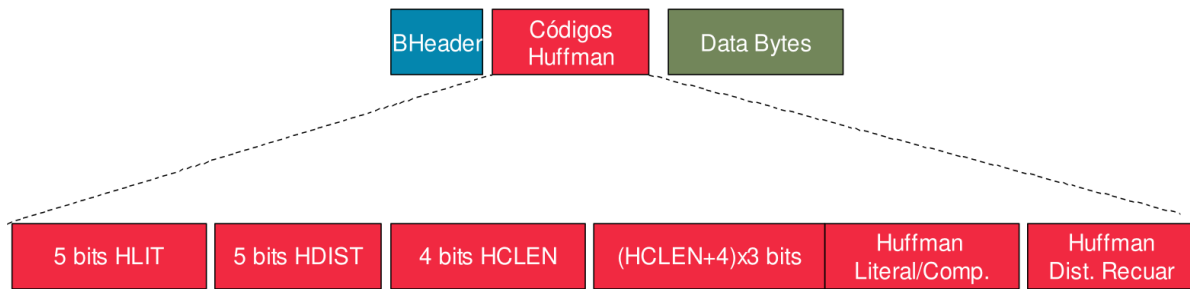 BHeader
Códigos
Huffman
Data Bytes
5 bits HLIT
5 bits HDIST
4 bits HCLEN
(HCLEN+4)x3 bits
Huffman
Literal/Comp.
Huffman
Dist. Recuar